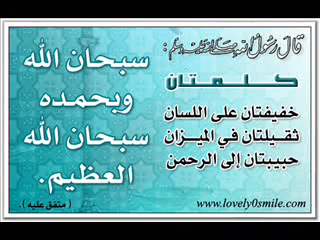 قال رسول الله صلى الله عليه وسلم :
كلمتان
خفيفتان على اللسان
ثقيلتان في الميزان
حبيبتان إلى الرحمن
سبحان الله
وبحمده
سبحان الله
العظيم.
( متفق عليه ).
www.lovely0smile.com